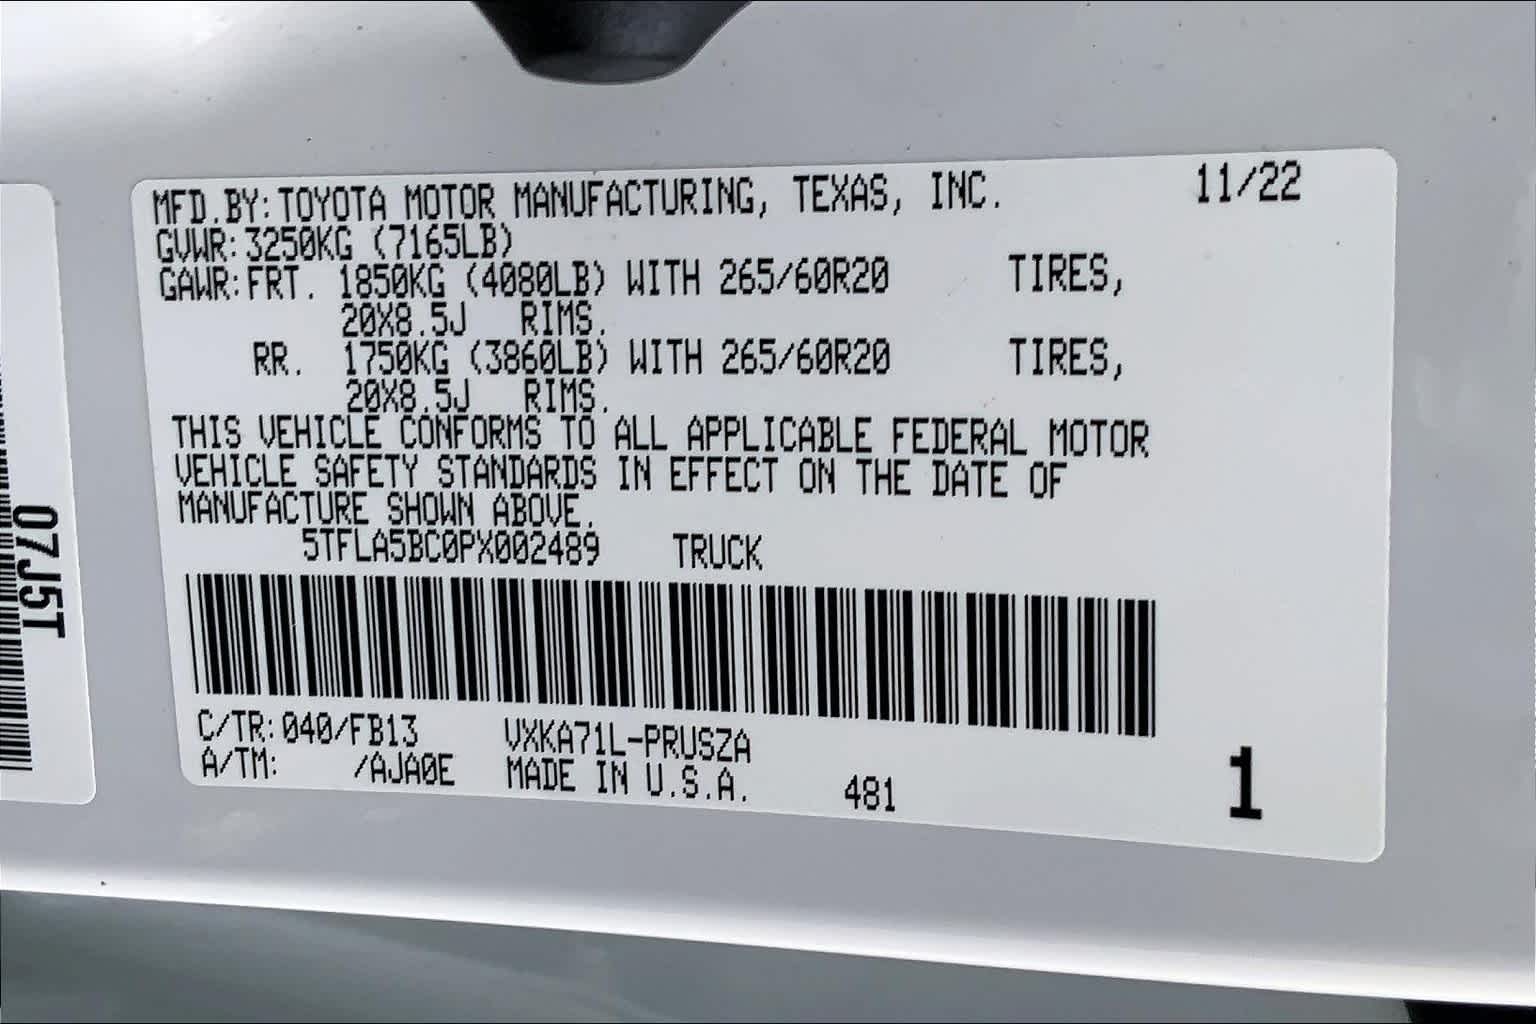 MFD.BY:TOYOTA MOTOR MANUFACTURING, TEXAS, INC. 11/22
GVWR:3250KG (7165LB)
GAWR:FRT. 1850KG (4080LB) WITH 265/60R20 TIRES,
20X8.5J RIMS.
RR. 1750KG (3860LB) WITH 265/60R20 TIRES,
20X8.5J RIMS.
THIS VEHICLE CONFORMS TO ALL APPLICABLE FEDERAL MOTOR
VEHICLE SAFETY STANDARDS IN EFFECT ON THE DATE OF
MANUFACTURE SHOWN ABOVE.
5TFLA5BC0PX002489 TRUCK
C/TR:040/FB13 VXKA71L-PRUSZA
A/TM: /AJA0E MADE IN U.S.A. 481 1
07J5T